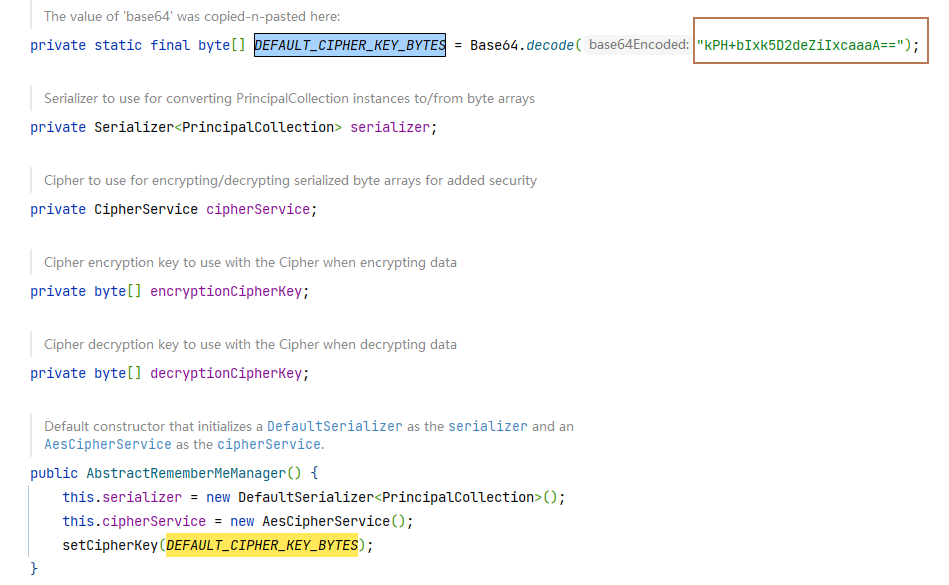 The value of 'base64' was copied-n-pasted here:
private static final byte[] DEFAULT_CIPHER_KEY_BYTES = Base64.decode( base64Encoded: "kPH+bIxk5D2deZiIxcaaaA==");
Serializer to use for converting PrincipalCollection instances to/from byte arrays
private Serializer<PrincipalCollection> serializer;
Cipher to use for encrypting/decrypting serialized byte arrays for added security
private CipherService cipherService;
Cipher encryption key to use with the Cipher when encrypting data
private byte[] encryptionCipherKey;
Cipher decryption key to use with the Cipher when decrypting data
private byte[] decryptionCipherKey;
Default constructor that initializes a DefaultSerializer as the serializer and an
AesCipherService as the cipherService.
public AbstractRememberMeManager() {
this.serializer = new DefaultSerializer<PrincipalCollection>();
this.cipherService = new AesCipherService();
setCipherKey(DEFAULT_CIPHER_KEY_BYTES);
}